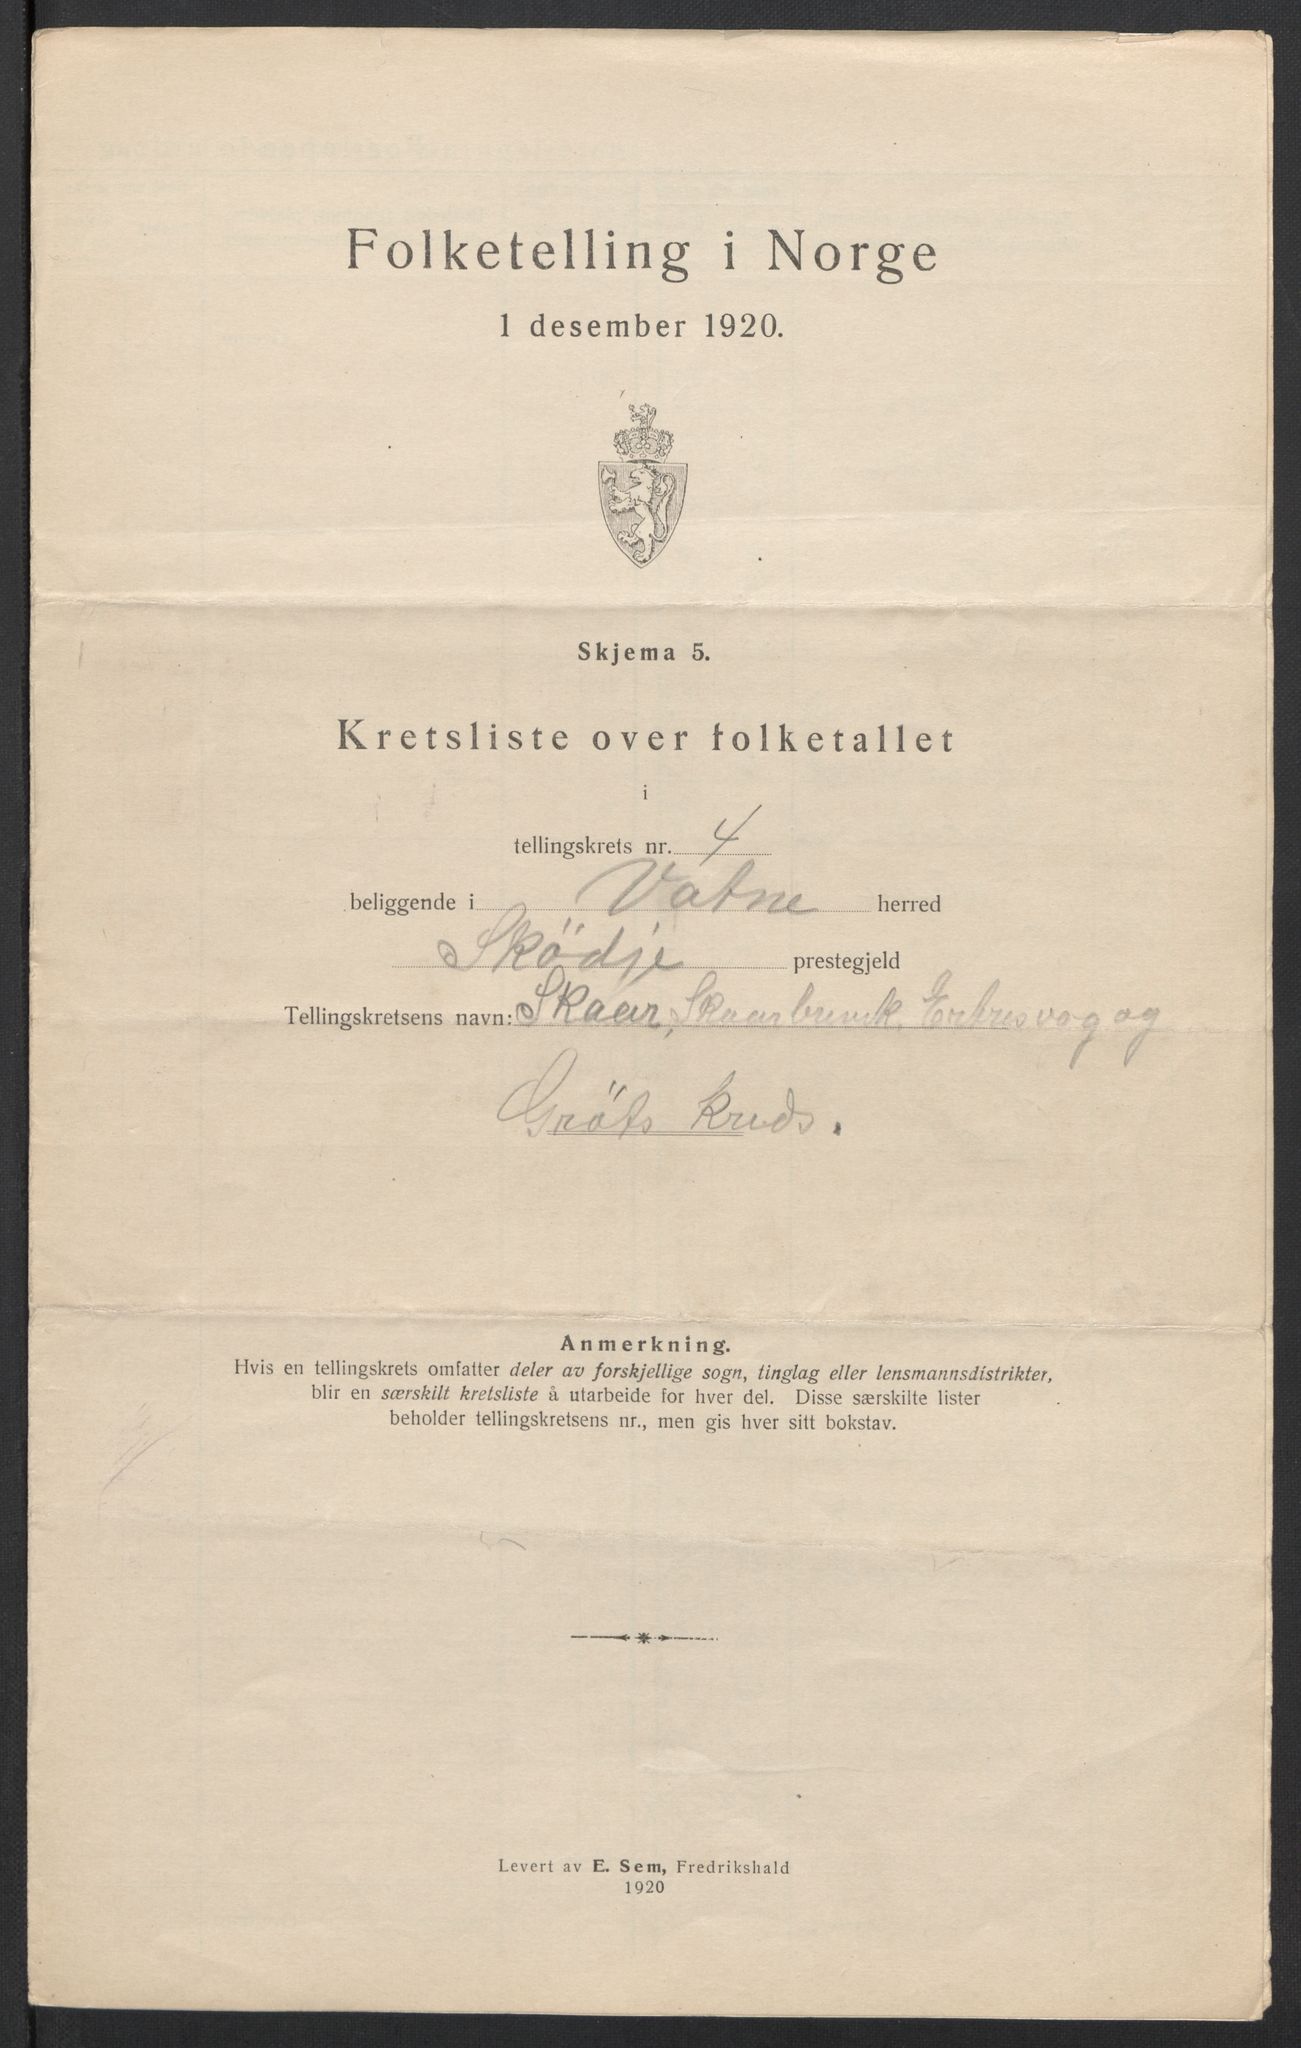 Folketelling i Norge
1 desember 1920.
Skjema 5.
Kretsliste over folketallet
i
tellingskrets nr. 4
beliggende i Vatne herred
Sködje prestegjeld
Tellingskretsens navn: Skaar, Skaarbrevik, Eidresvog og
Gröts kreds.
Anmerkning.
Hvis en tellingskrets omfatter deler av forskjellige sogn, tinglag eller lensmannsdistrikter,
blir en særskilt kretsliste å utarbeide for hver del. Disse særskilte lister
beholder tellingskretsens nr., men gis hver sitt bokstav.
Levert av E. Sem, Fredrikshald
1920